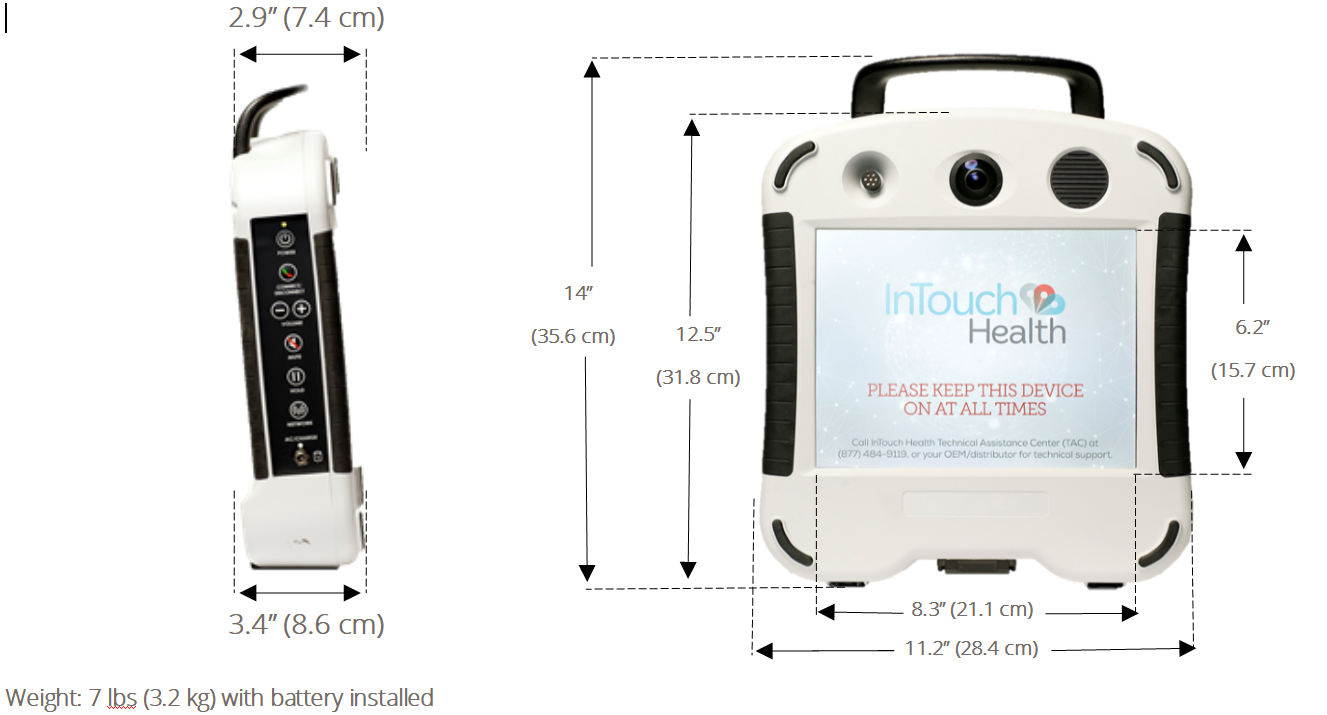 2.9” (7.4 cm)
POWER
CONNECT/
DISCONNECT
VOLUME
MUTE
HOLD
NETWORK
AC/CHARGE
3.4” (8.6 cm)
14”
(35.6 cm)
12.5”
(31.8 cm)
InTouch
Health
PLEASE KEEP THIS DEVICE
ON AT ALL TIMES
Call InTouch Health Technical Assistance Center (TAC) at
(877) 484-9119, or your OEM/distributor for technical support.
6.2”
(15.7 cm)
8.3” (21.1 cm)
11.2” (28.4 cm)
Weight: 7 lbs (3.2 kg) with battery installed